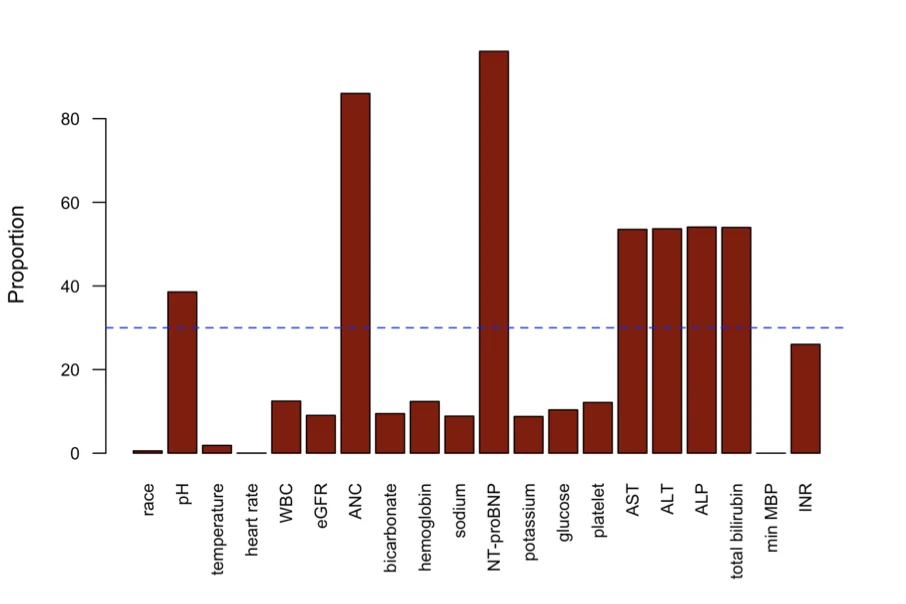 Proportion
80
60
40
20
0
race
pH
temperature
heart rate
WBC
eGFR
ANC
bicarbonate
hemoglobin
sodium
NT-proBNP
potassium
glucose
platelet
AST
ALT
ALP
total bilirubin
min MBP
INR